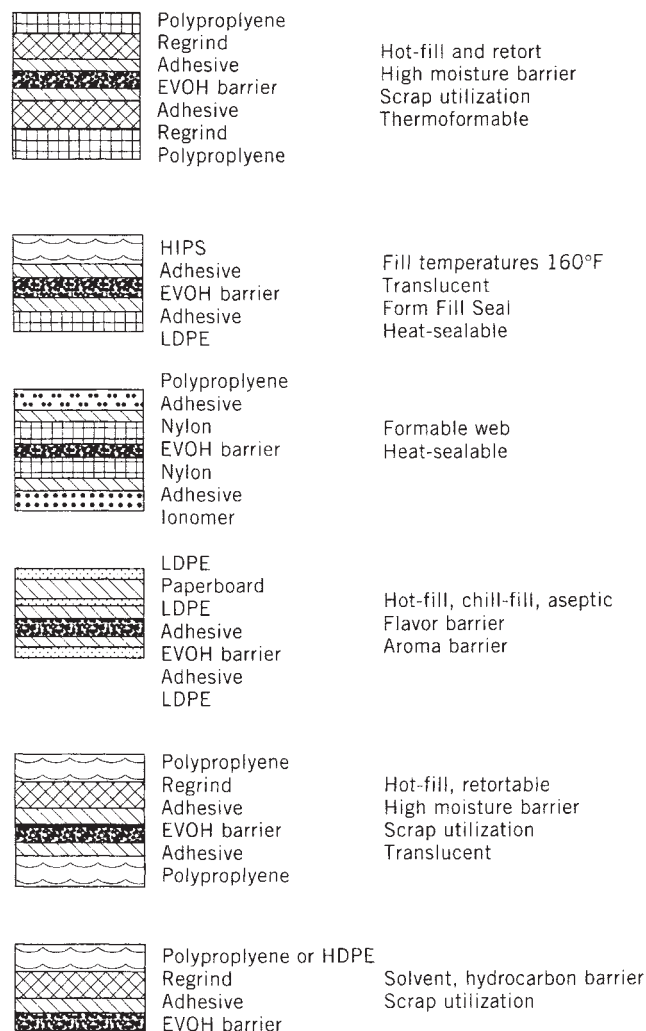 Polyproplyene
Regrind
Adhesive
EVOH barrier
Adhesive
Regrind
Polyproplyene
Hot-fill and retort
High moisture barrier
Scrap utilization
Thermoformable
HIPS
Adhesive
EVOH barrier
Adhesive
LDPE
Fill temperatures 160°F
Translucent
Form Fill Seal
Heat-sealable
Polyproplyene
Adhesive
Nylon
EVOH barrier
Nylon
Adhesive
Ionomer
Formable web
Heat-sealable
LDPE
Paperboard
LDPE
Adhesive
EVOH barrier
Adhesive
LDPE
Hot-fill, chill-fill, aseptic
Flavor barrier
Aroma barrier
Polyproplyene
Regrind
Adhesive
EVOH barrier
Adhesive
Polyproplyene
Hot-fill, retortable
High moisture barrier
Scrap utilization
Translucent
Polyproplyene or HDPE
Regrind
Adhesive
EVOH barrier
Solvent, hydrocarbon barrier
Scrap utilization